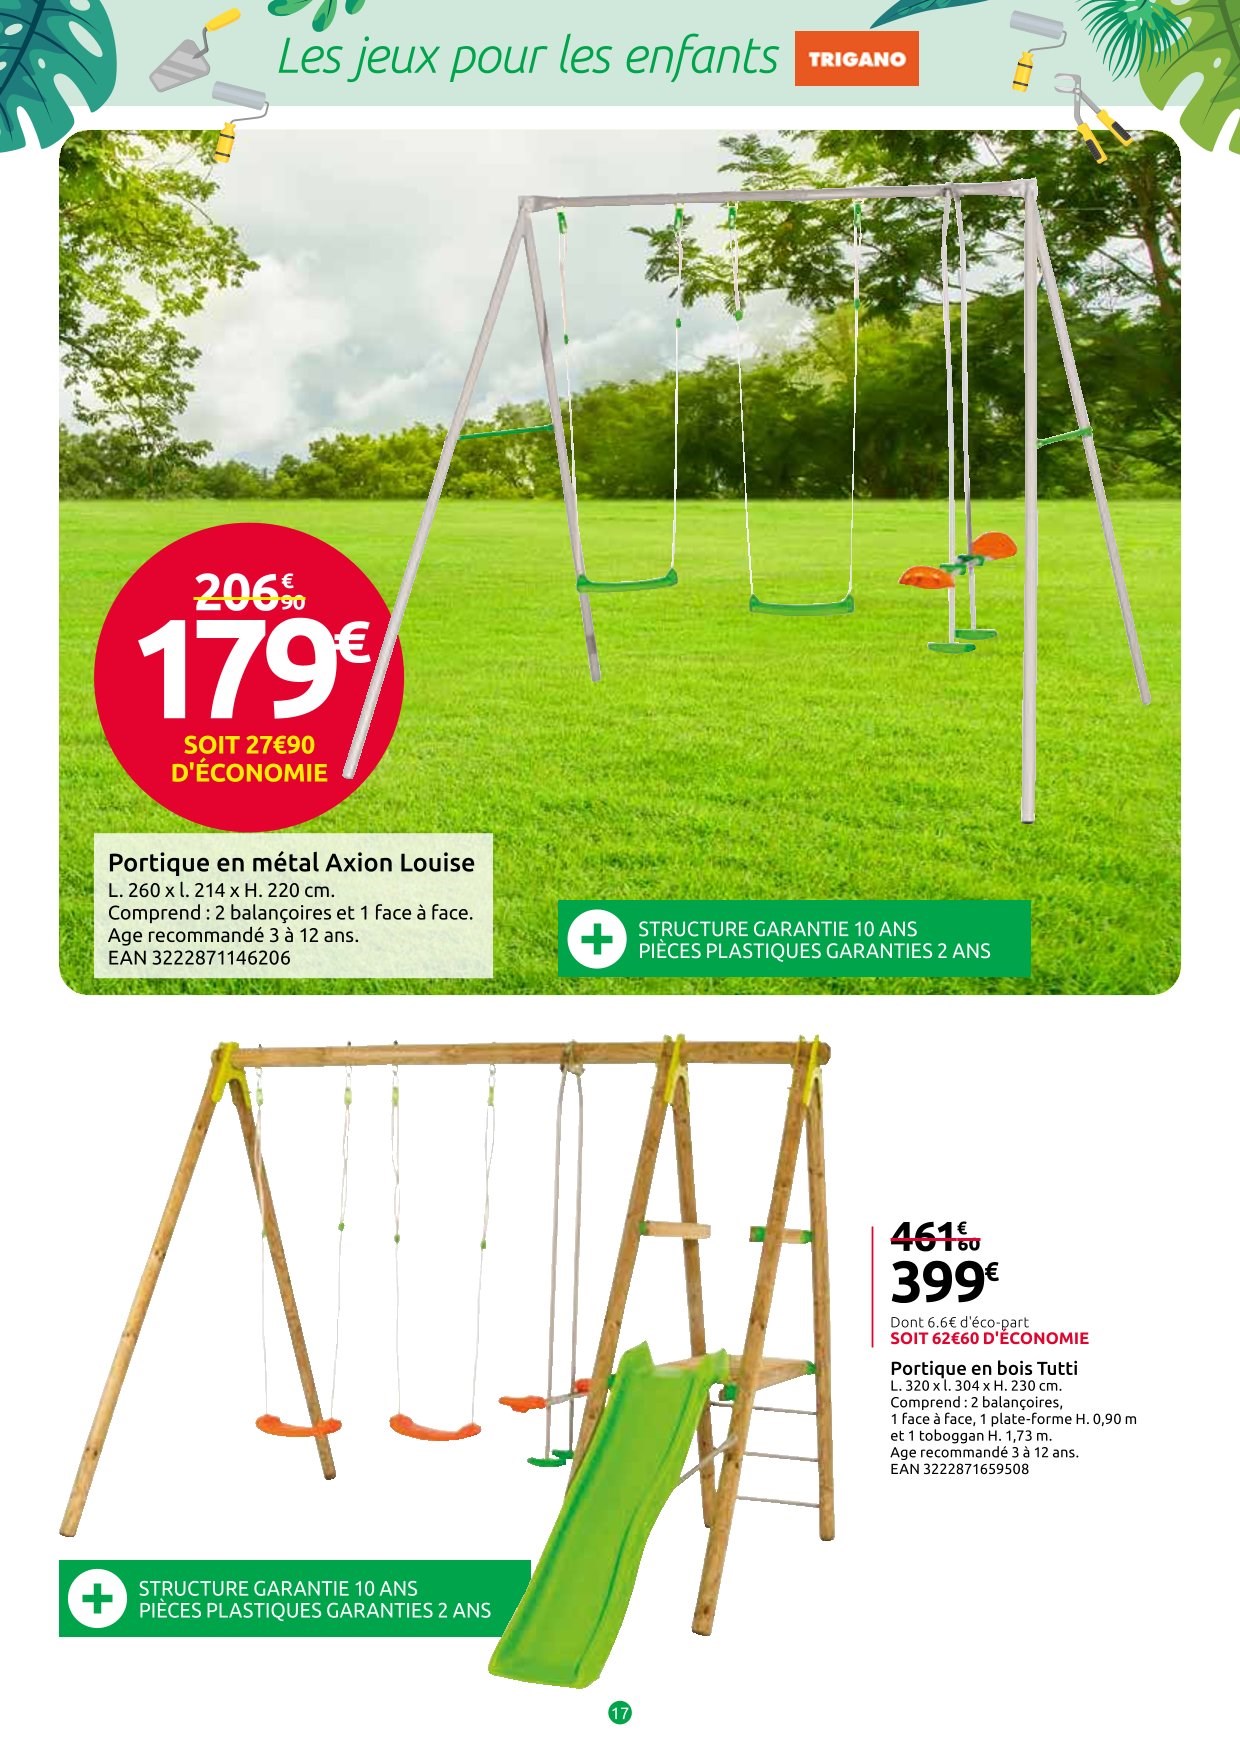 Les jeux pour les enfants TRIGANO
206€90
179€
SOIT 27€90
D'ÉCONOMIE
Portique en métal Axion Louise
L. 260 x l. 214 x H. 220 cm.
Comprend : 2 balançoires et 1 face à face.
Age recommandé 3 à 12 ans.
EAN 3222871146206
STRUCTURE GARANTIE 10 ANS
PIÈCES PLASTIQUES GARANTIES 2 ANS
461€60
399€
Dont 6.6€ d'éco-part
SOIT 62€60 D'ÉCONOMIE
Portique en bois Tutti
L. 320 x l. 304 x H. 230 cm.
Comprend : 2 balançoires,
1 face à face, 1 plate-forme H. 0,90 m
et 1 toboggan H. 1,73 m.
Age recommandé 3 à 12 ans.
EAN 3222871659508
STRUCTURE GARANTIE 10 ANS
PIÈCES PLASTIQUES GARANTIES 2 ANS
17